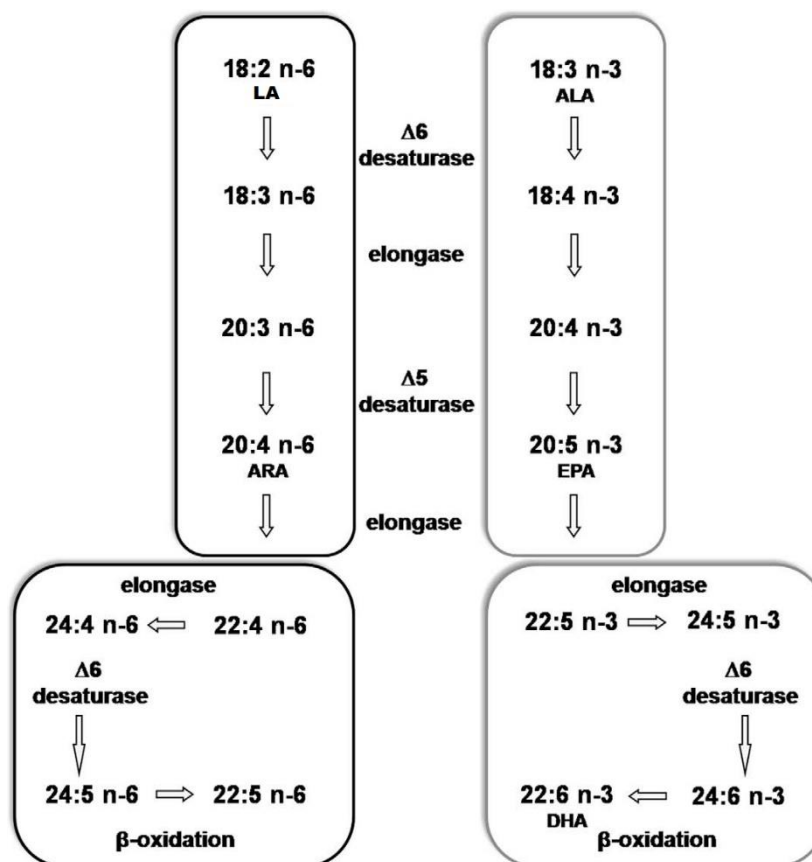 18:2 n-6
LA
18:3 n-3
ALA
Δ6
desaturase
18:3 n-6
18:4 n-3
elongase
20:3 n-6
20:4 n-3
Δ5
desaturase
20:4 n-6
ARA
20:5 n-3
EPA
elongase
elongase
24:4 n-6
22:4 n-6
Δ6
desaturase
24:5 n-6
22:5 n-6
β-oxidation
elongase
22:5 n-3
24:5 n-3
Δ6
desaturase
22:6 n-3
DHA
24:6 n-3
β-oxidation